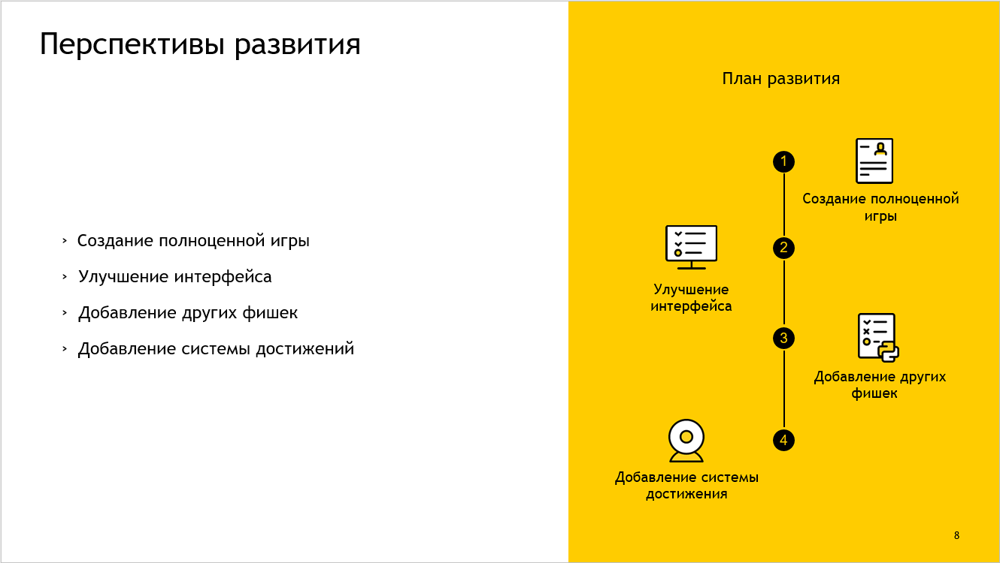 Перспективы развития
› Создание полноценной игры
› Улучшение интерфейса
› Добавление других фишек
› Добавление системы достижений
План развития
1
Создание полноценной
игры
2
Улучшение
интерфейса
3
Добавление других
фишек
4
Добавление системы
достижения
8